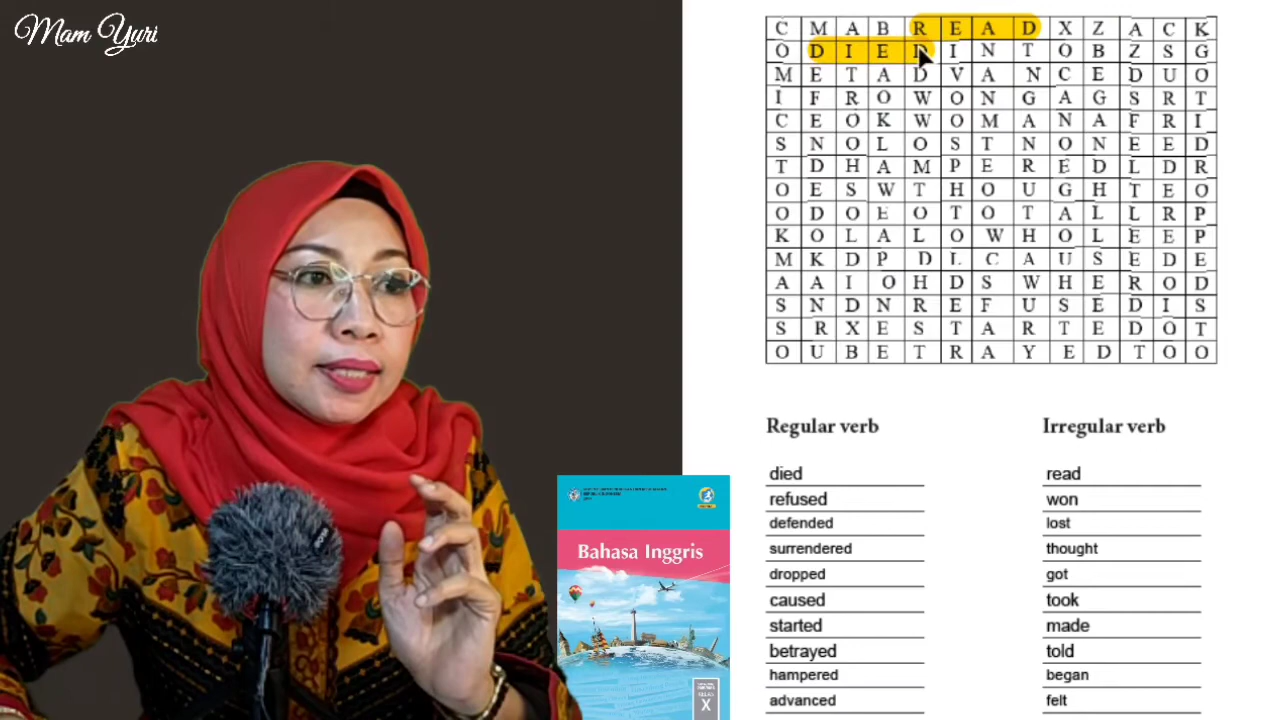 Mam Yuri
C M A B R E A D X Z A C K
O D I E D I N T O B Z S G
M E T A D V A N C E D U O
I F R O W O N G A G S R T
C E O K W O M A N A F R I
S N O L O S T N O N E E D
T D H A M P E R E D L D R
O E S W T H O U G H T E O
O D O E O T O T A L L R P
K O L A L O W H O L E E P
M K D P D L C A U S E D E
A A I O H D S W H E R O D
S N D N R E F U S E D I S
S R X E S T A R T E D O T
O U B E T R A Y E D T O O
Regular verb
Irregular verb
died
read
refused
won
defended
lost
surrendered
thought
dropped
got
caused
took
started
made
betrayed
told
hampered
began
advanced
felt
Bahasa Inggris
X